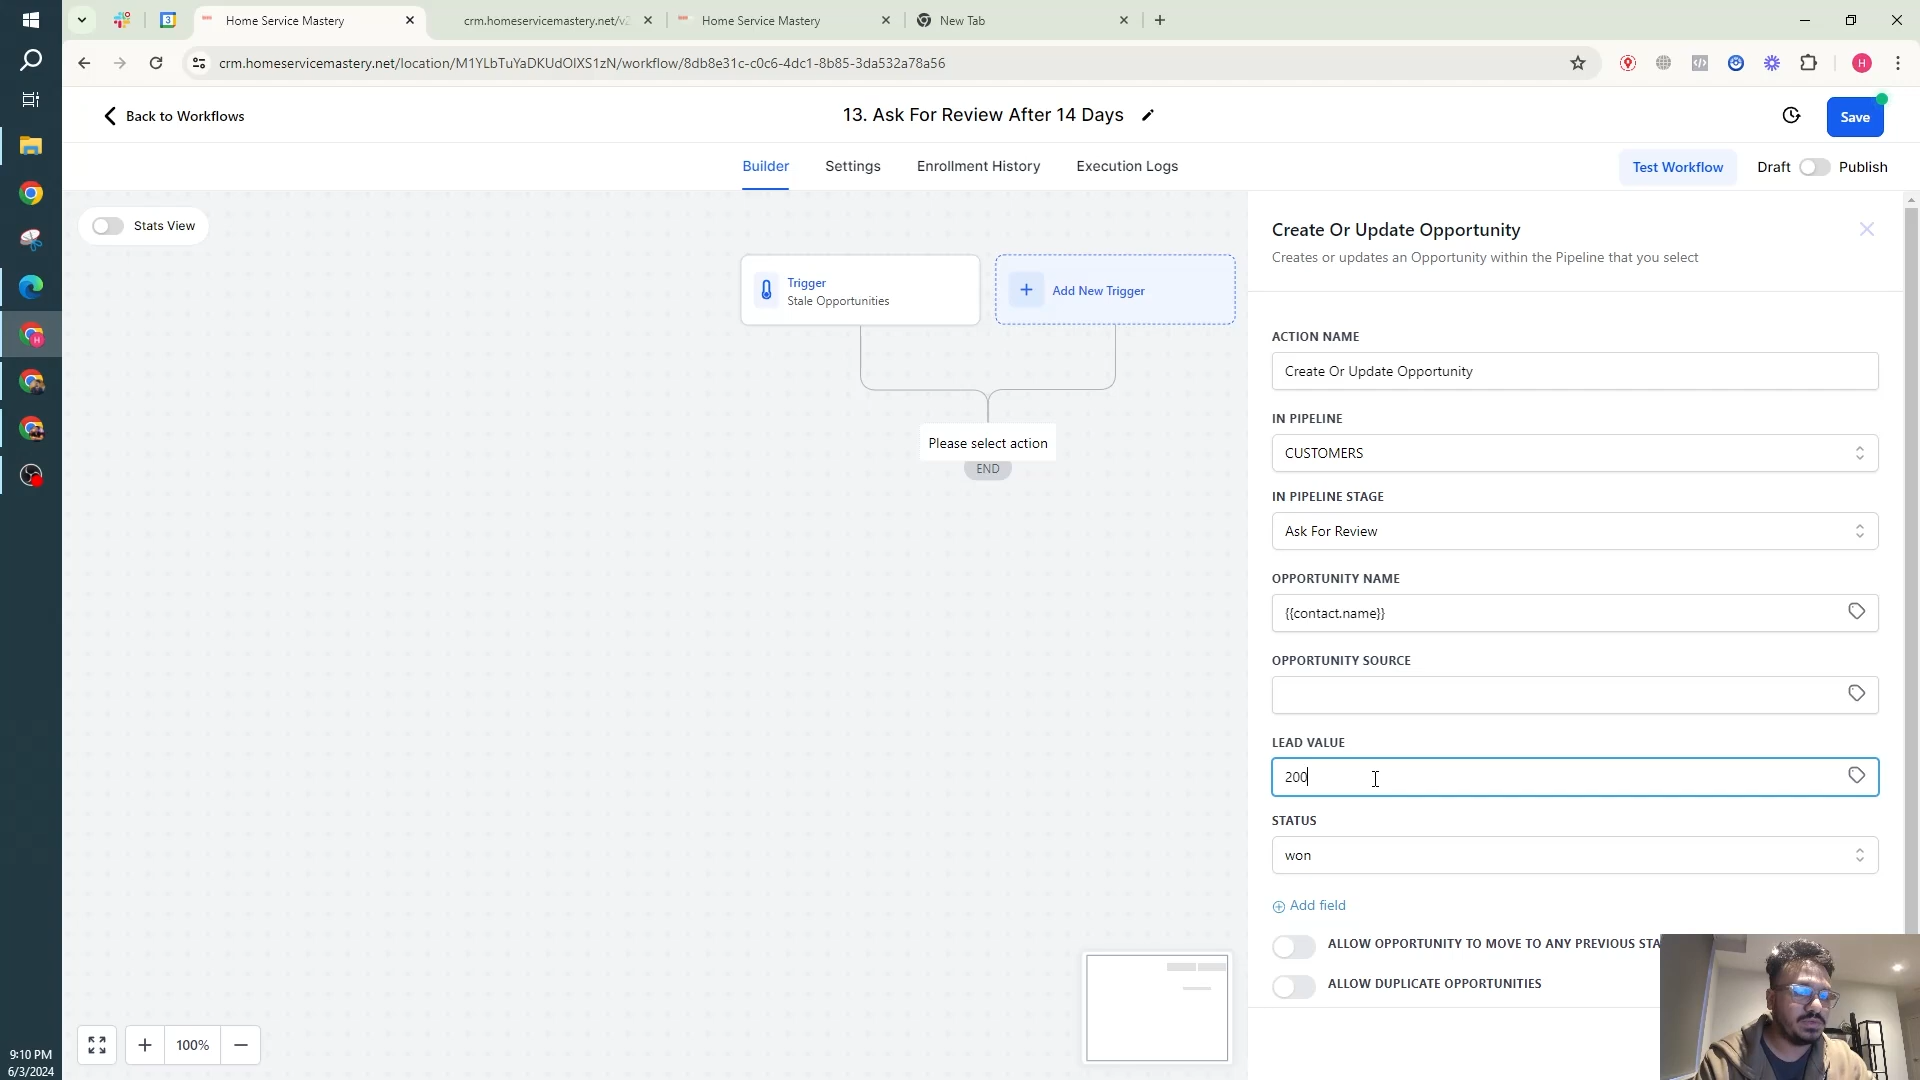 Home Service Mastery
crm.homeservicemastery.net/v2
Home Service Mastery
New Tab
crm.homeservicemastery.net/location/M1YLbTuYaDKUdOlXS1zN/workflow/8db8e31c-c0c6-4dc1-8b85-3da532a78a56
H
Back to Workflows
13. Ask For Review After 14 Days
Save
Builder
Settings
Enrollment History
Execution Logs
Test Workflow
Draft
Publish
Stats View
Trigger
Stale Opportunities
Add New Trigger
Please select action
END
Create Or Update Opportunity
Creates or updates an Opportunity within the Pipeline that you select
ACTION NAME
Create Or Update Opportunity
IN PIPELINE
CUSTOMERS
IN PIPELINE STAGE
Ask For Review
OPPORTUNITY NAME
{{contact.name}}
OPPORTUNITY SOURCE
LEAD VALUE
200
STATUS
won
Add field
ALLOW OPPORTUNITY TO MOVE TO ANY PREVIOUS STA
ALLOW DUPLICATE OPPORTUNITIES
100%
9:10 PM
6/3/2024